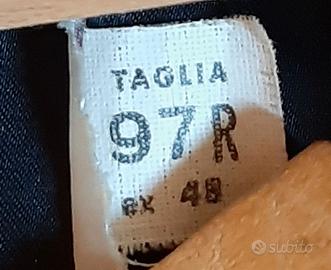 TAGLIA
97R
ex 48
subito